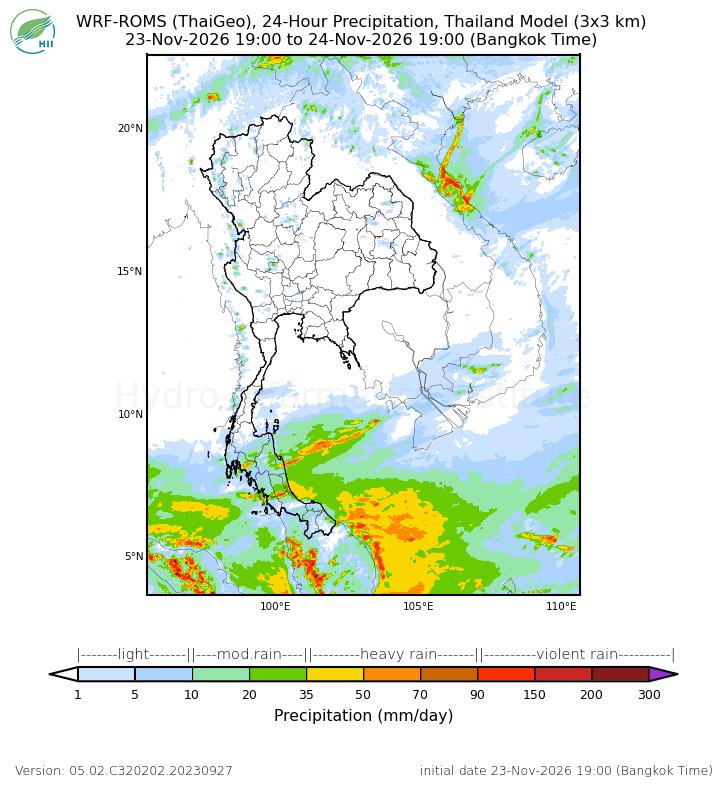 WRF-ROMS (ThaiGeo), 24-Hour Precipitation, Thailand Model (3x3 km)
23-Nov-2026 19:00 to 24-Nov-2026 19:00 (Bangkok Time)
HII
20°N
15°N
10°N
5°N
100°E 105°E 110°E
|-------light-------||----mod.rain----||---------heavy rain-------||----------violent rain----------|
1 5 10 20 35 50 70 90 150 200 300
Precipitation (mm/day)
Version: 05.02.C320202.20230927
initial date 23-Nov-2026 19:00 (Bangkok Time)